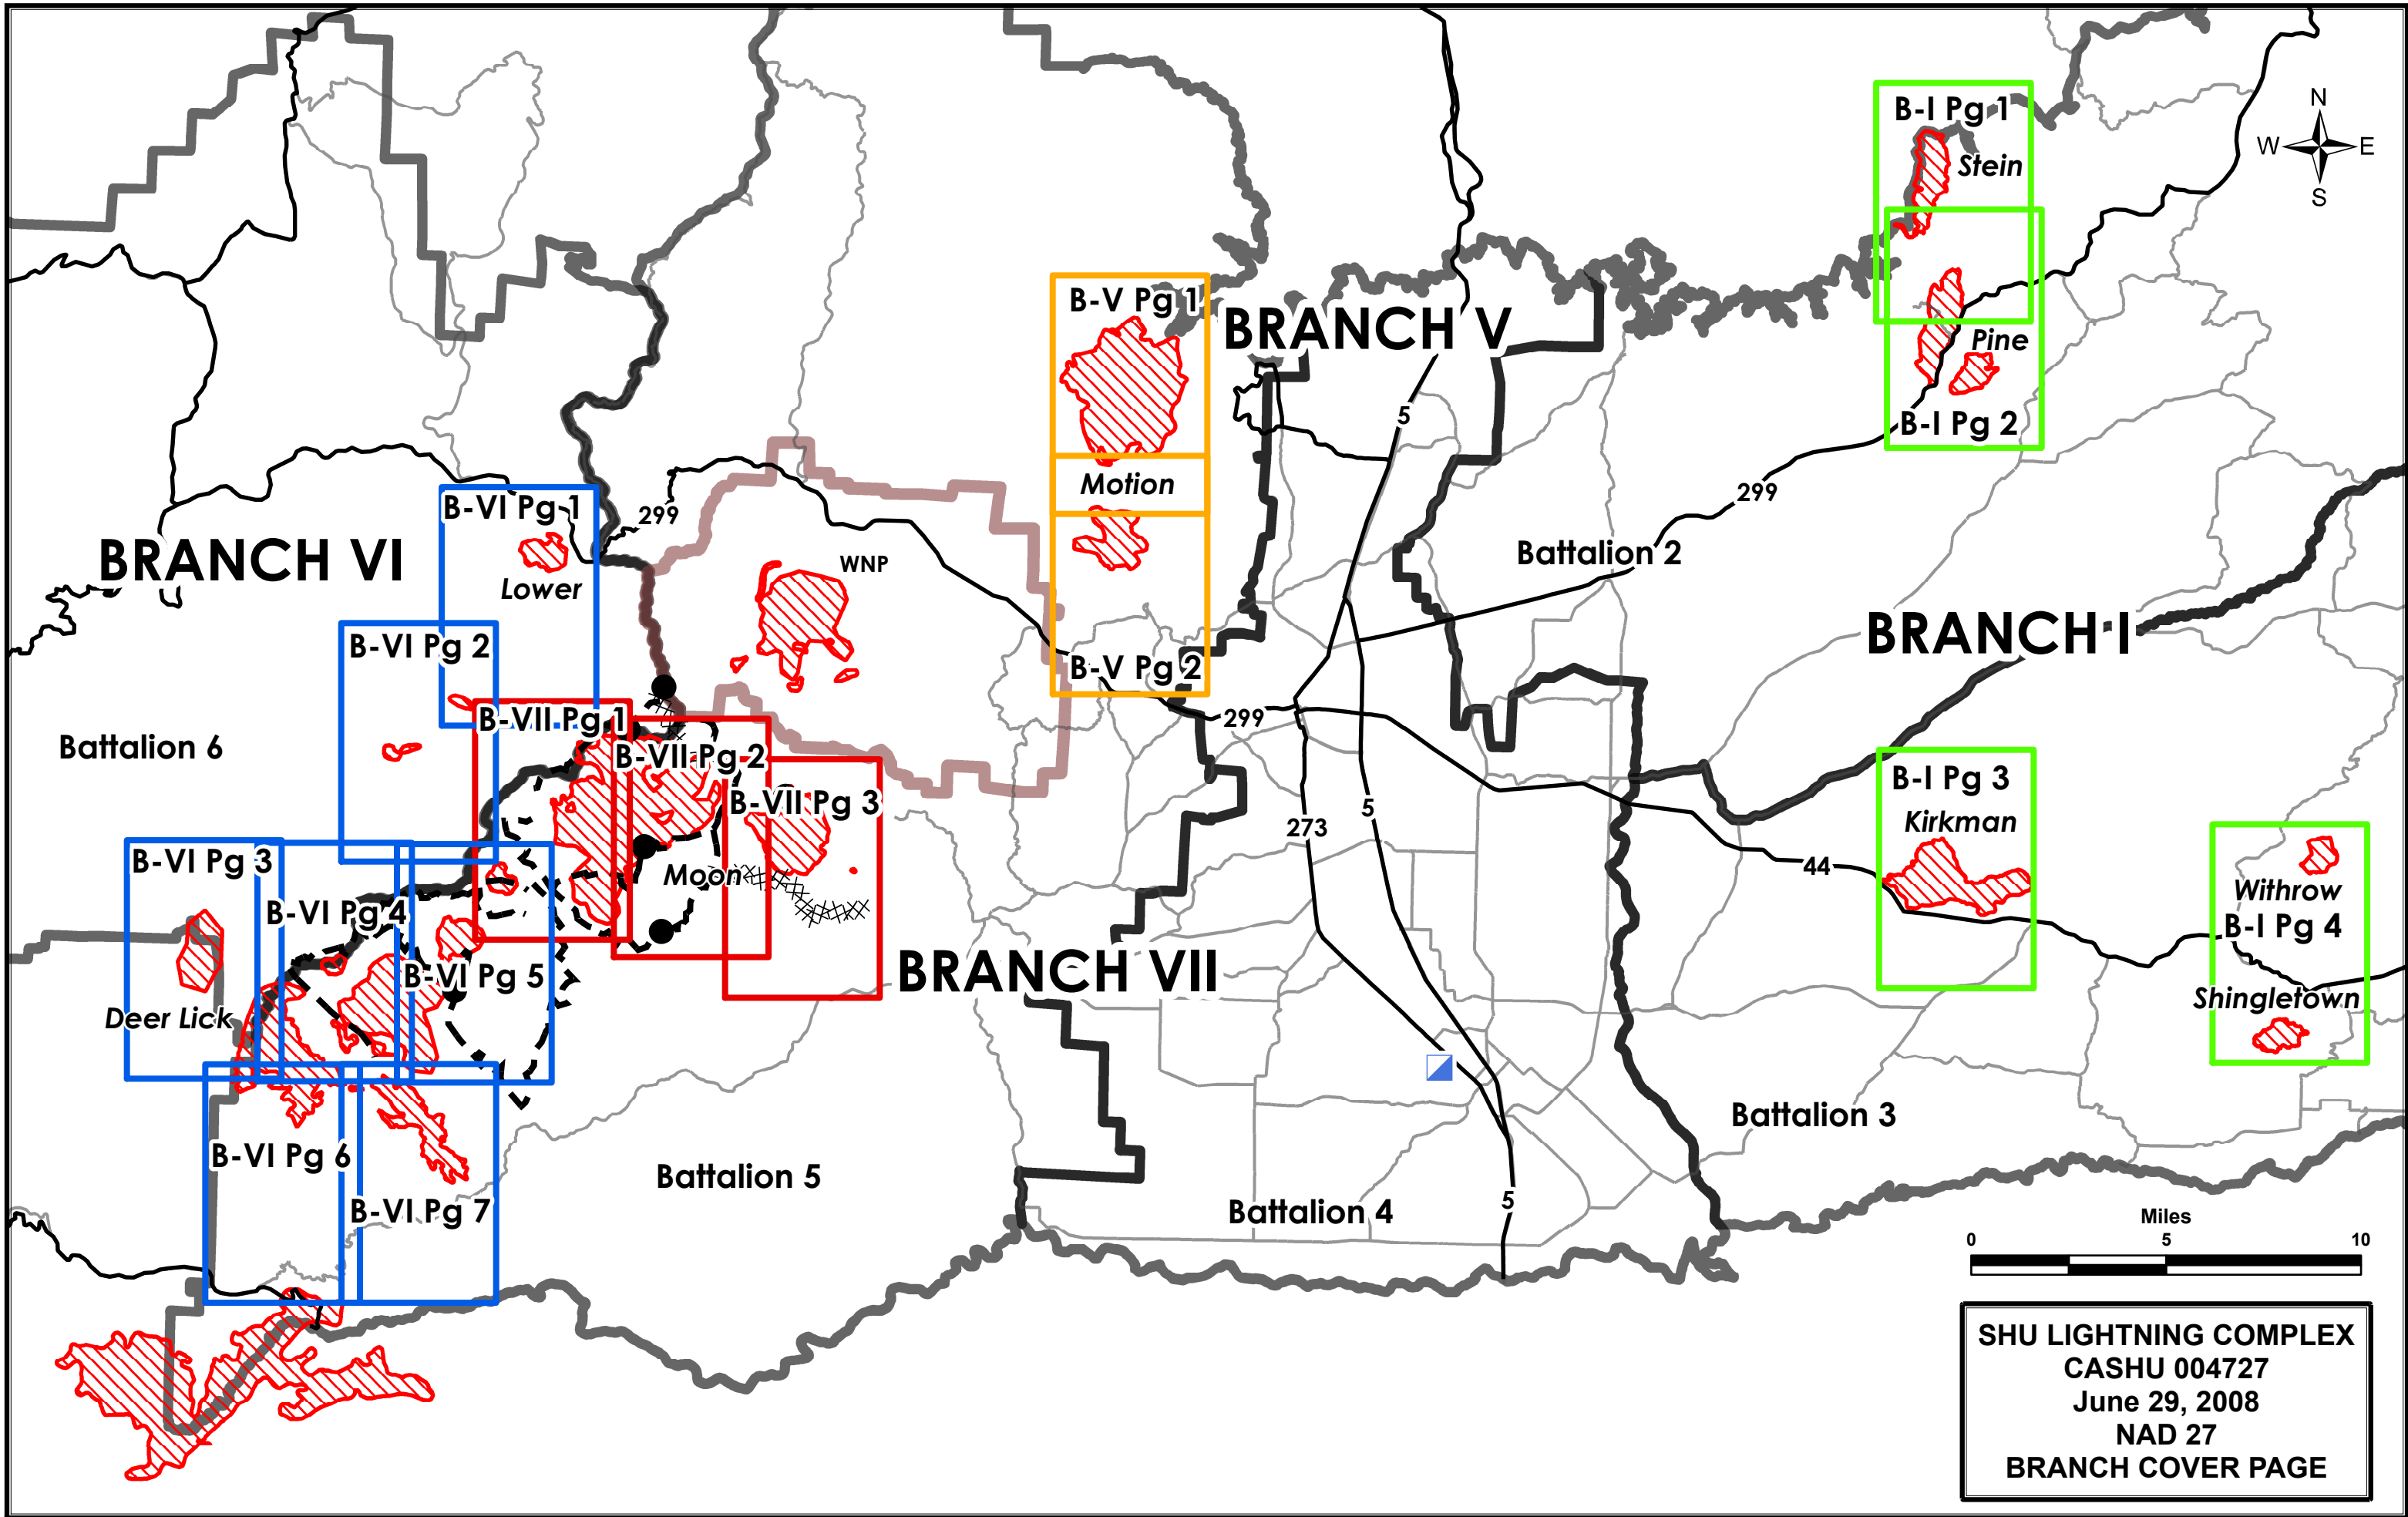 B-I Pg 1
N
W
E
S
Stein
B-V Pg 1
BRANCH V
Pine
5
B-I Pg 2
Motion
299
B-VI Pg 1
299
BRANCH VI
Lower
WNP
Battalion 2
BRANCH I
B-VI Pg 2
B-V Pg 2
B-VII Pg 1
299
Battalion 6
B-VII Pg 2
B-I Pg 3
B-VII Pg 3
5
273
Kirkman
B-VI Pg 3
44
Moon
Withrow
B-VI Pg 4
B-I Pg 4
BRANCH VII
B-VI Pg 5
Shingletown
Deer Lick
Battalion 3
B-VI Pg 6
Battalion 5
5
B-VI Pg 7
Battalion 4
Miles
0 5 10
SHU LIGHTNING COMPLEX
CASHU 004727
June 29, 2008
NAD 27
BRANCH COVER PAGE